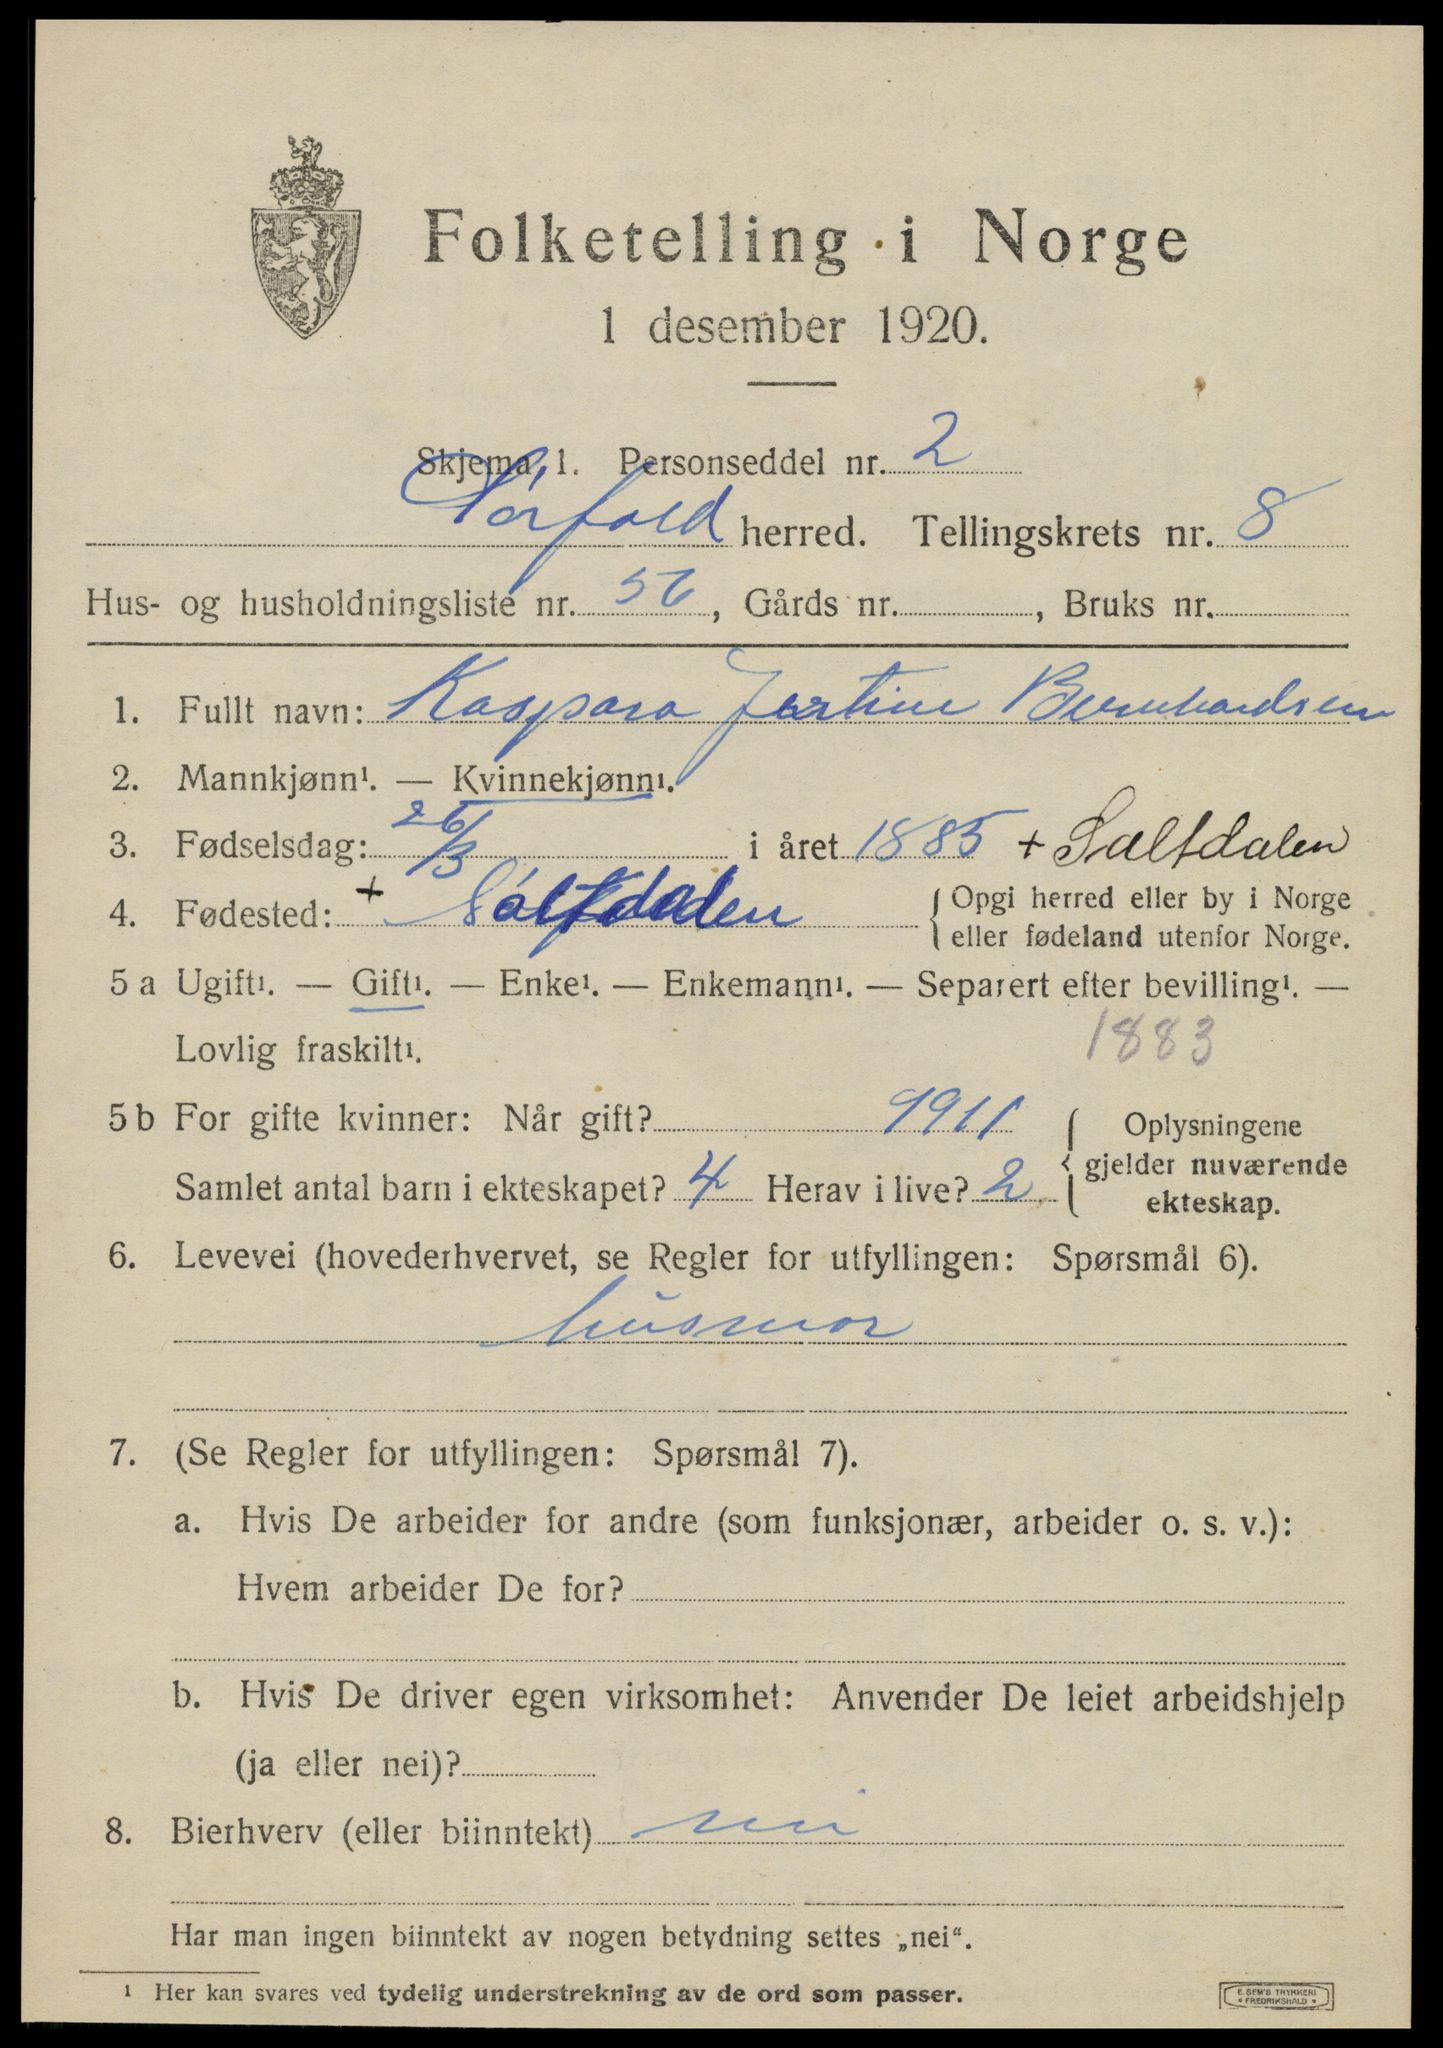 Folketelling i Norge
1 desember 1920.
Skjema 1. Personseddel nr. 2
Sörfold herred. Tellingskrets nr. 8
Hus- og husholdningsliste nr. 56, Gårds nr. , Bruks nr.
1. Fullt navn: Kaspara Jertine Bernhardsen
2. Mannkjønn¹. — Kvinnekjønn¹.
3. Fødselsdag: 26/3 i året 1885 + Saltdalen
4. Fødested: + Saltdalen { Opgi herred eller by i Norge
eller fødeland utenfor Norge.
5 a Ugift¹. — Gift¹. — Enke¹. — Enkemann¹. — Separert efter bevilling¹. —
Lovlig fraskilt¹. 1883
5 b For gifte kvinner: Når gift? 1911 { Oplysningene
gjelder nuværende
Samlet antal barn i ekteskapet? 4 Herav i live? 2
ekteskap.
6. Levevei (hovederhvervet, se Regler for utfyllingen: Spørsmål 6).
husmor
7. (Se Regler for utfyllingen: Spørsmål 7).
a. Hvis De arbeider for andre (som funksjonær, arbeider o. s. v.):
Hvem arbeider De for?
b. Hvis De driver egen virksomhet: Anvender De leiet arbeidshjelp
(ja eller nei)?
8. Bierhverv (eller biinntekt) nei
Har man ingen biinntekt av nogen betydning settes „nei“.
¹ Her kan svares ved tydelig understrekning av de ord som passer.
E. SEM'S TRYKKERI
• FREDRIKSHALD •